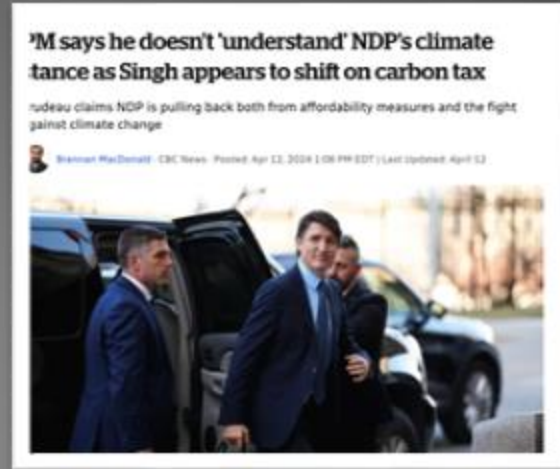 'M says he doesn't 'understand' NDP's climate
tance as Singh appears to shift on carbon tax
rudeau claims NDP is pulling back both from affordability measures and the fight
gainst climate change
Brennan MacDonald · CBC News · Posted: Apr 12, 2024 1:08 PM EDT | Last Updated: April 12